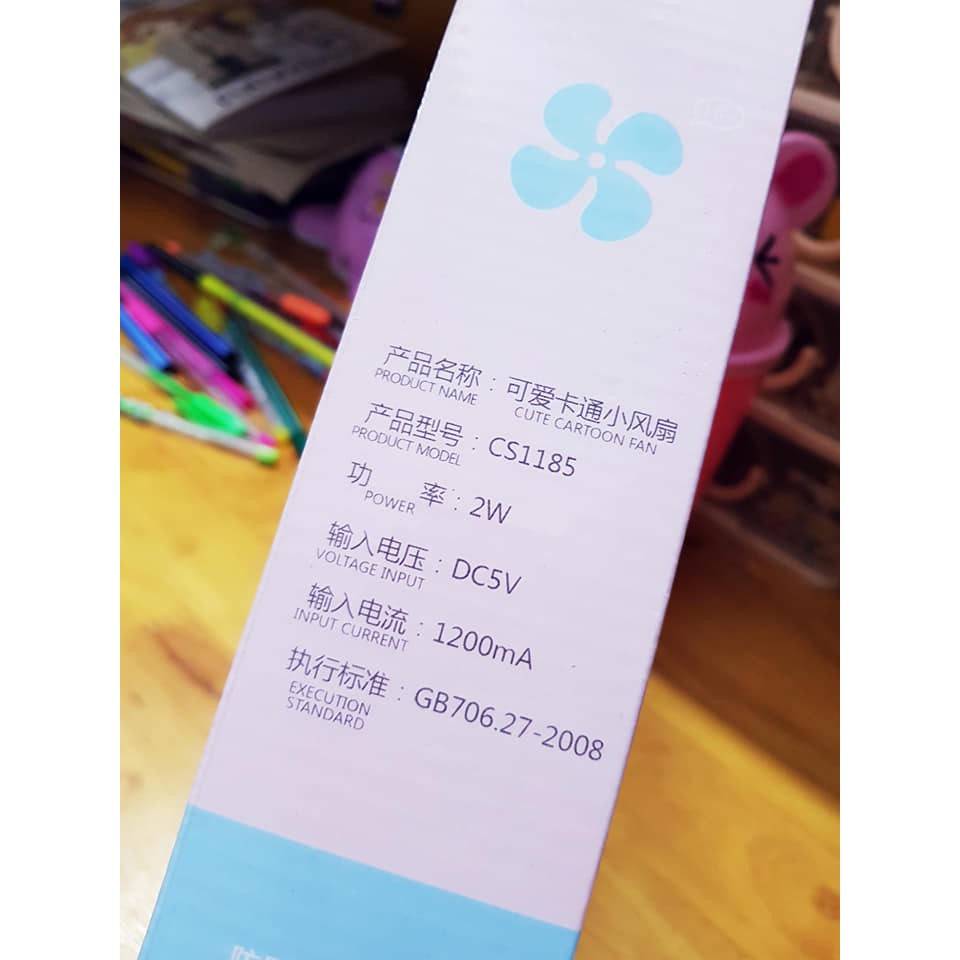 产品名称：可爱卡通小风扇
PRODUCT NAME CUTE CARTOON FAN
产品型号：CS1185
PRODUCT MODEL
功 率：2W
POWER
输入电压：DC5V
VOLTAGE INPUT
输入电流：1200mA
INPUT CURRENT
执行标准：GB706.27-2008
EXECUTION
STANDARD